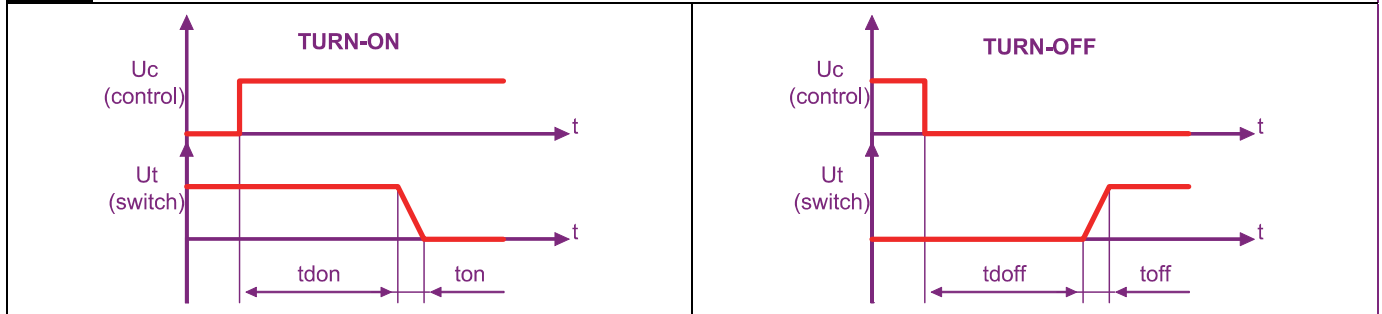 TURN-ON
Uc
(control)
t
Ut
(switch)
t
tdon
ton
TURN-OFF
Uc
(control)
t
Ut
(switch)
t
tdoff
toff